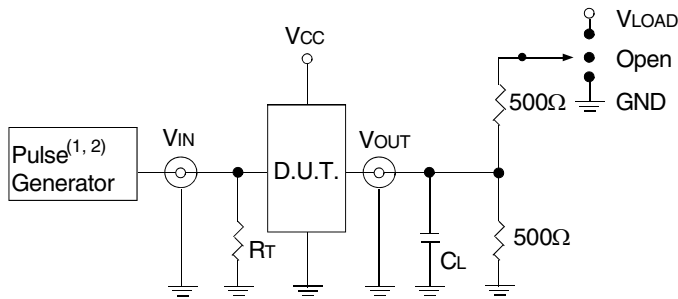 VLOAD
VCC
Open
500Ω
GND
VIN
VOUT
Pulse(1, 2)
Generator
D.U.T.
RT
CL
500Ω